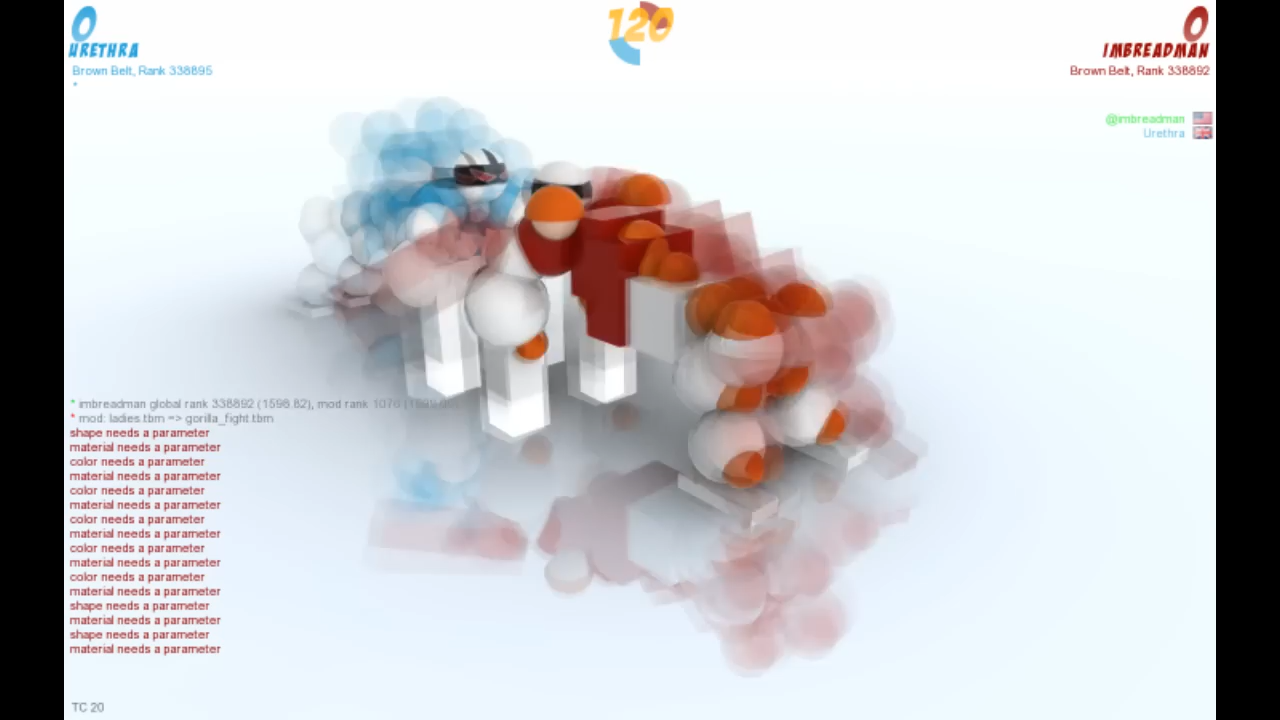 0
URETHRA
Brown Belt, Rank 338895
*
120
0
IMBREADMAN
Brown Belt, Rank 338892
@imbreadman
Urethra
* imbreadman global rank 338892 (1598.82), mod rank 1076
* mod: ladies.tbm => gorilla_fight.tbm
shape needs a parameter
material needs a parameter
color needs a parameter
material needs a parameter
color needs a parameter
material needs a parameter
color needs a parameter
material needs a parameter
color needs a parameter
material needs a parameter
color needs a parameter
material needs a parameter
shape needs a parameter
material needs a parameter
shape needs a parameter
material needs a parameter
TC 20